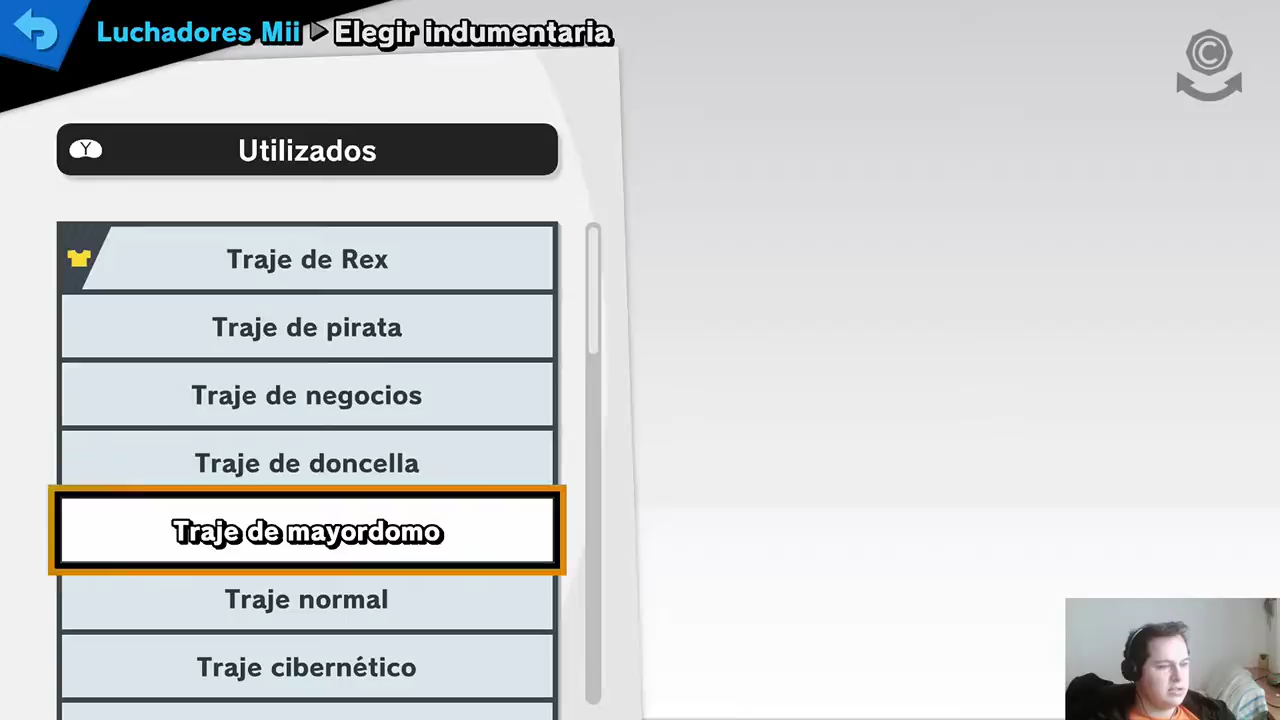 Luchadores Mii ▷ Elegir indumentaria
C
Y Utilizados
Traje de Rex
Traje de pirata
Traje de negocios
Traje de doncella
Traje de mayordomo
Traje normal
Traje cibernético